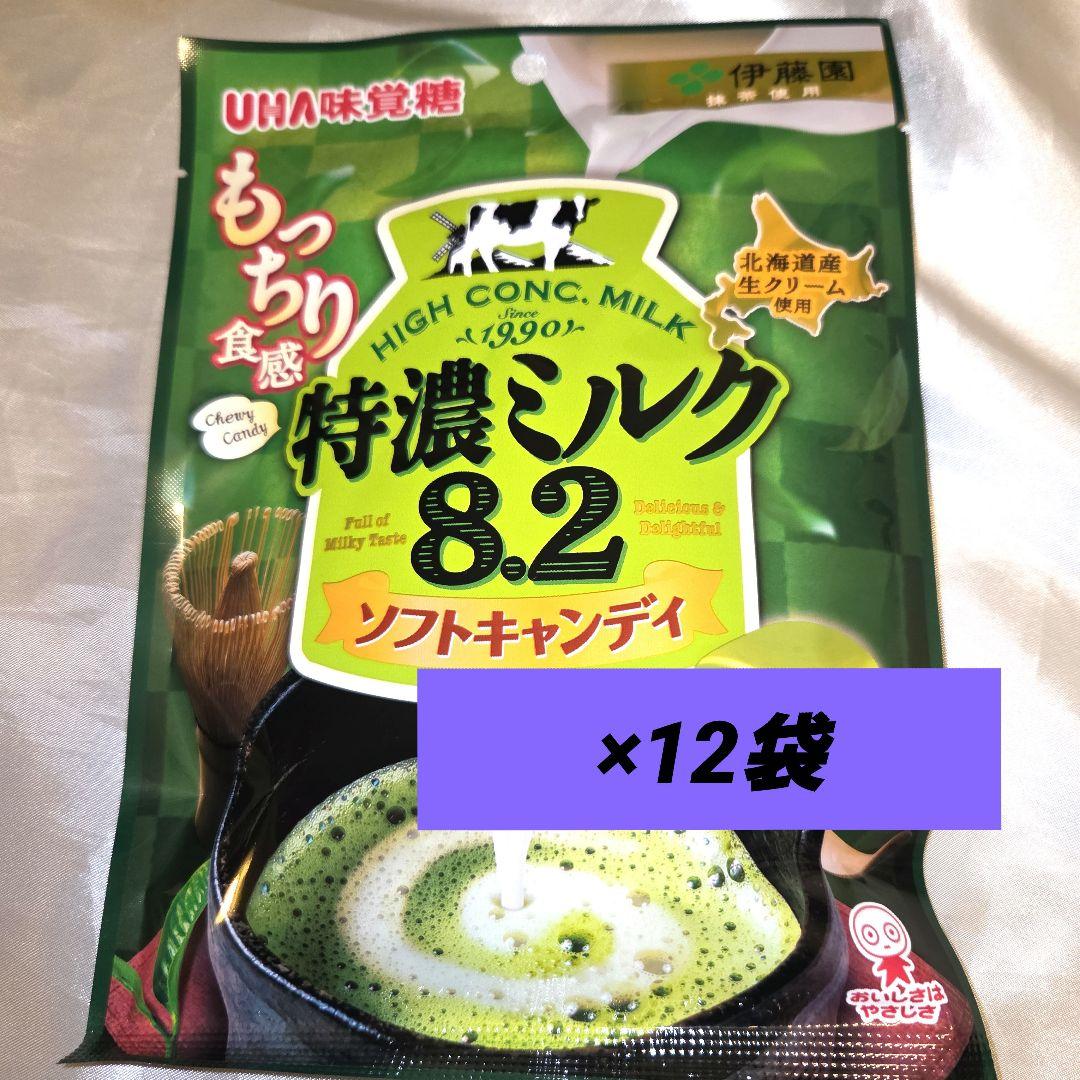 UHA味覚糖
伊藤園
抹茶使用
もっちり
食感
Chewy
Candy
北海道産
生クリーム
使用
HIGH CONC. MILK
Since
1990
特濃ミルク
8.2
Full of
Milky Taste
Delicious &
Delightful
ソフトキャンディ
×12袋
おいしさは
やさしさ